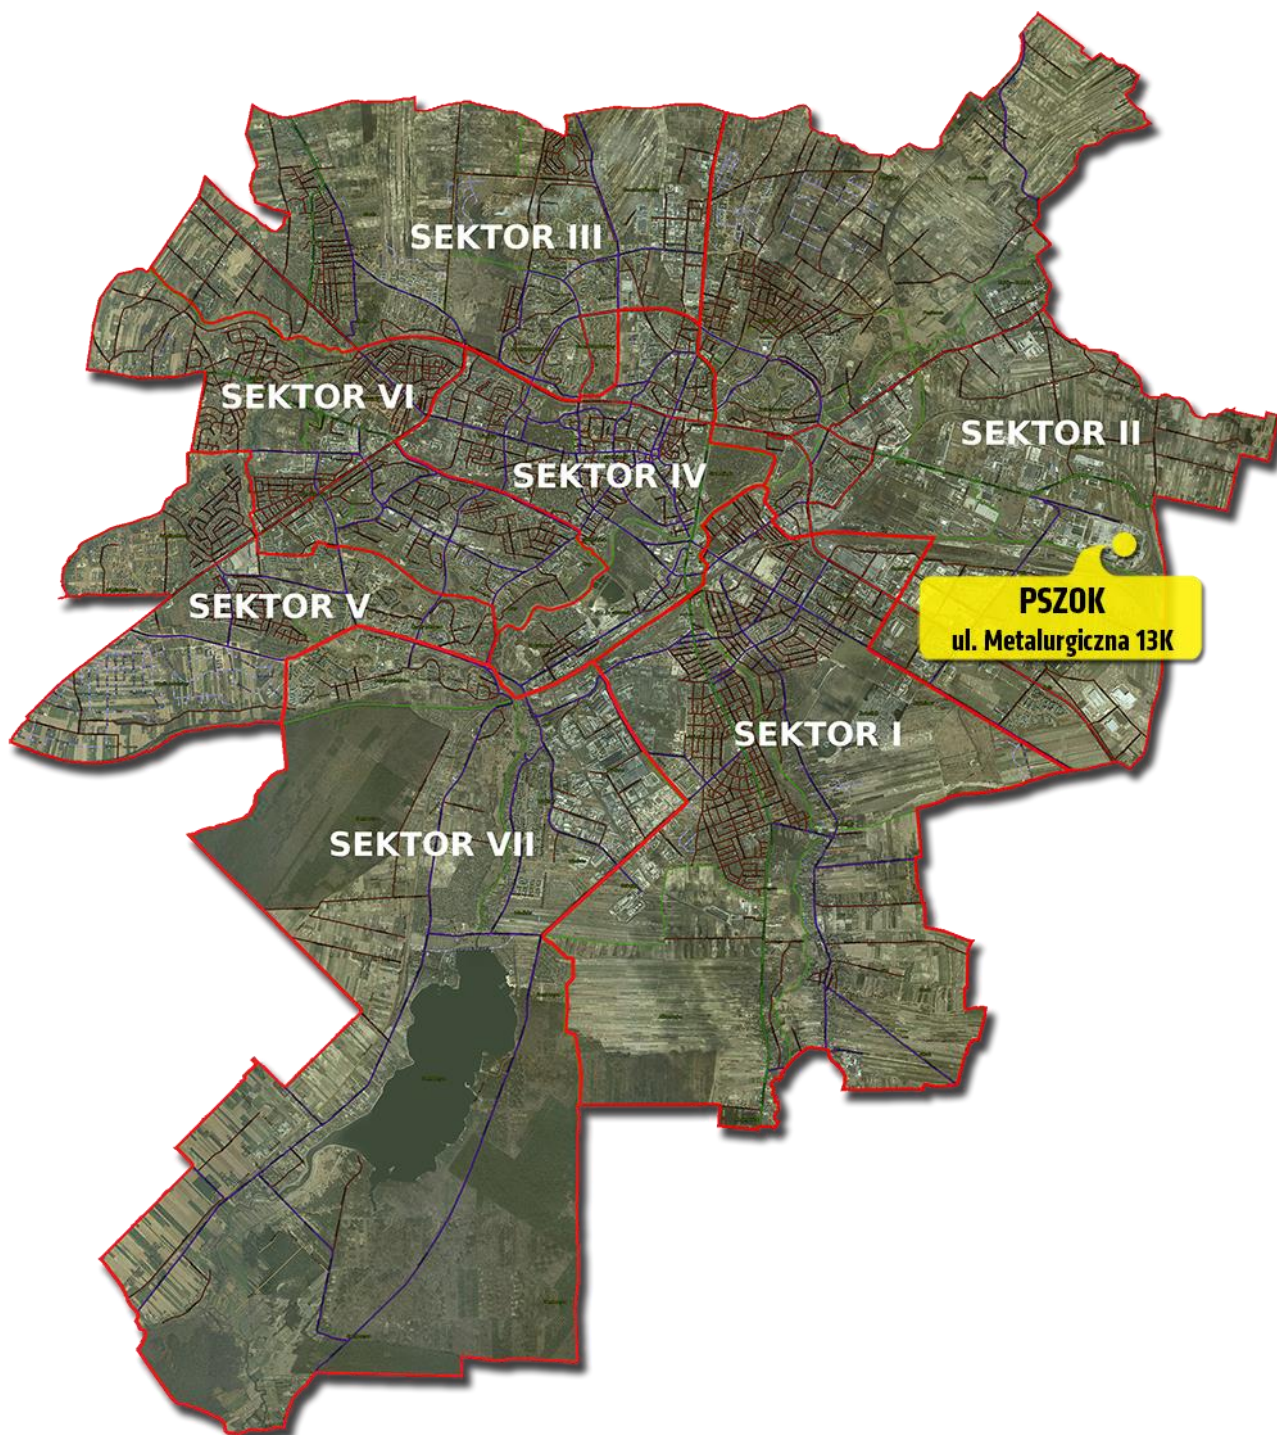 SEKTOR III
SEKTOR VI
SEKTOR II
SEKTOR IV
PSZOK
ul. Metalurgiczna 13K
SEKTOR V
SEKTOR I
SEKTOR VII